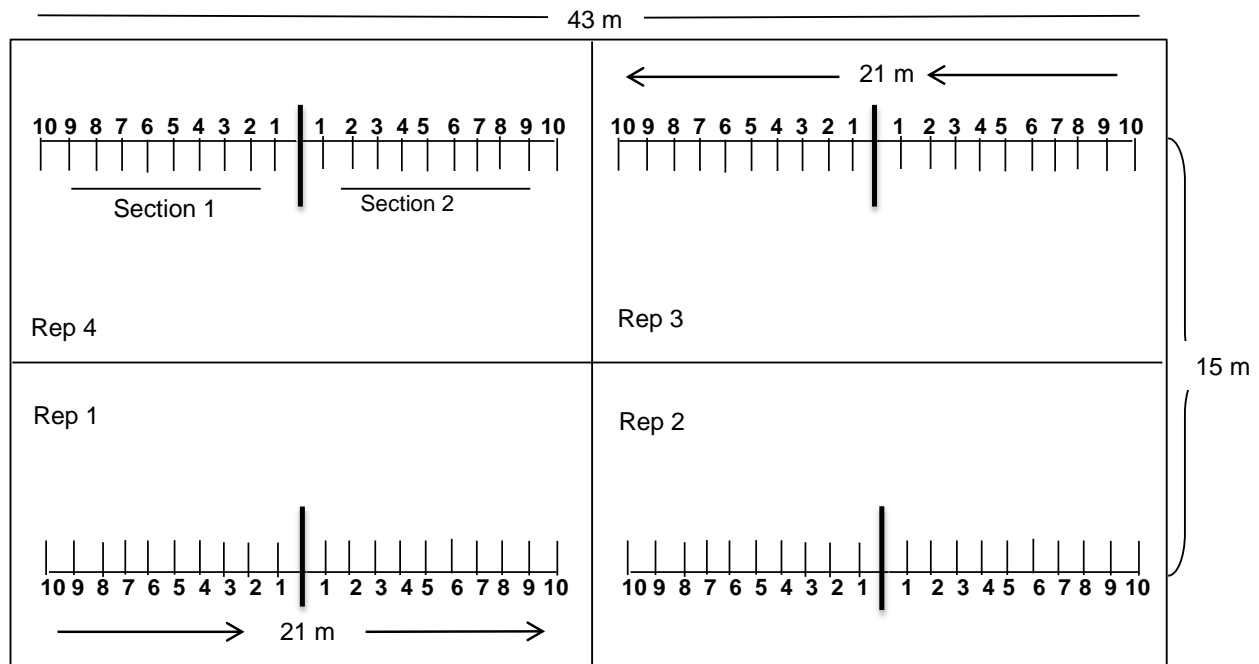 43 m
21 m
10 9 8 7 6 5 4 3 2 1 1 2 3 4 5 6 7 8 9 10
10 9 8 7 6 5 4 3 2 1 1 2 3 4 5 6 7 8 9 10
Section 1
Section 2
Rep 4
Rep 3
15 m
Rep 1
Rep 2
10 9 8 7 6 5 4 3 2 1 1 2 3 4 5 6 7 8 9 10
10 9 8 7 6 5 4 3 2 1 1 2 3 4 5 6 7 8 9 10
21 m